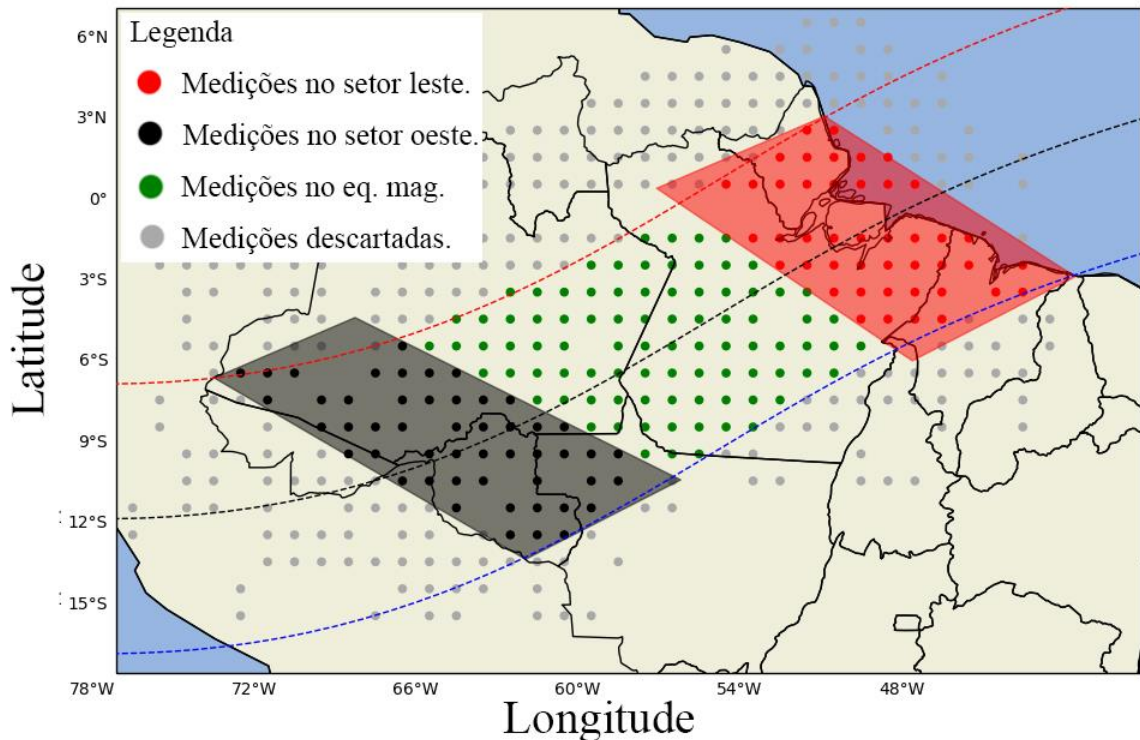 Legenda
Medições no setor leste.
Medições no setor oeste.
Medições no eq. mag.
Medições descartadas.
6°N
3°N
0°
3°S
6°S
9°S
12°S
15°S
Latitude
78°W 72°W 66°W 60°W 54°W 48°W
Longitude